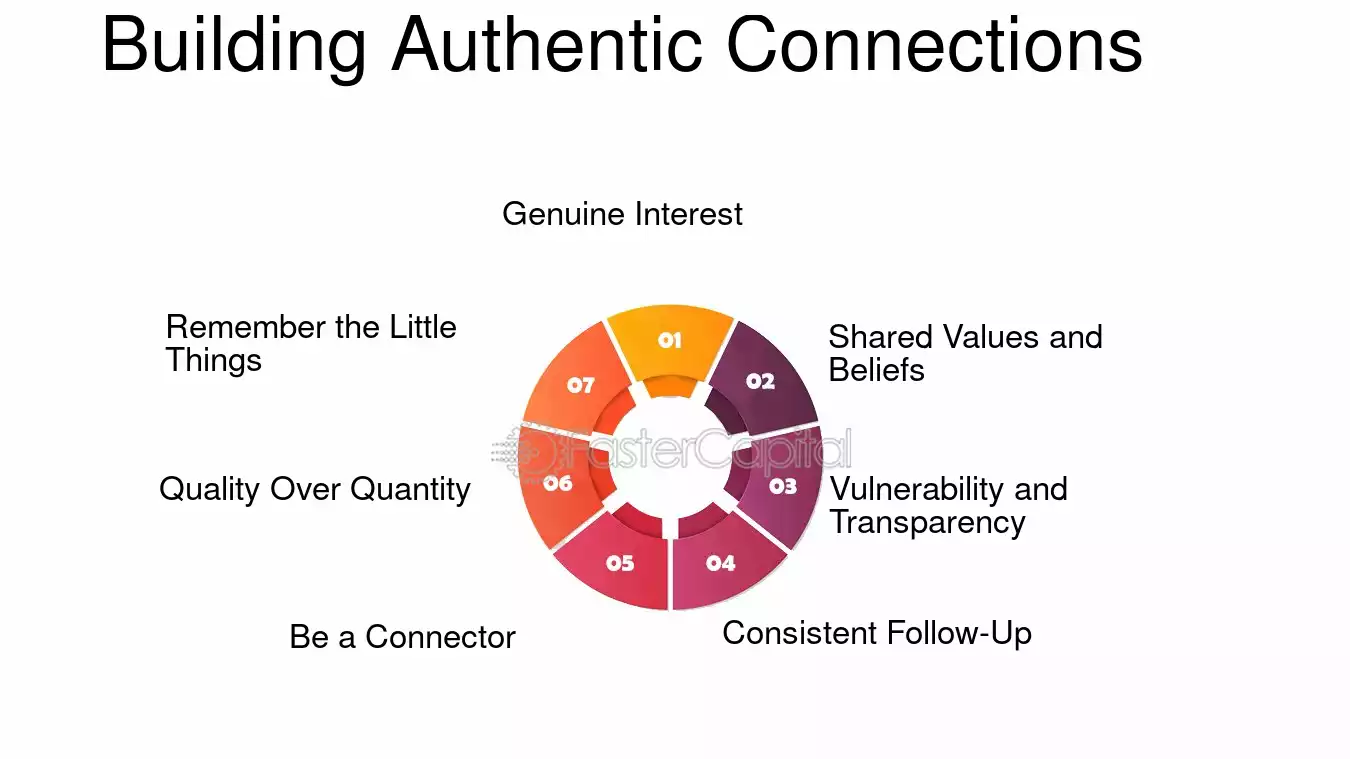 Building Authentic Connections
Genuine Interest
Remember the Little
Things
Shared Values and
Beliefs
Quality Over Quantity
Vulnerability and
Transparency
Be a Connector
Consistent Follow-Up
01
02
03
04
05
06
07
FasterCapital